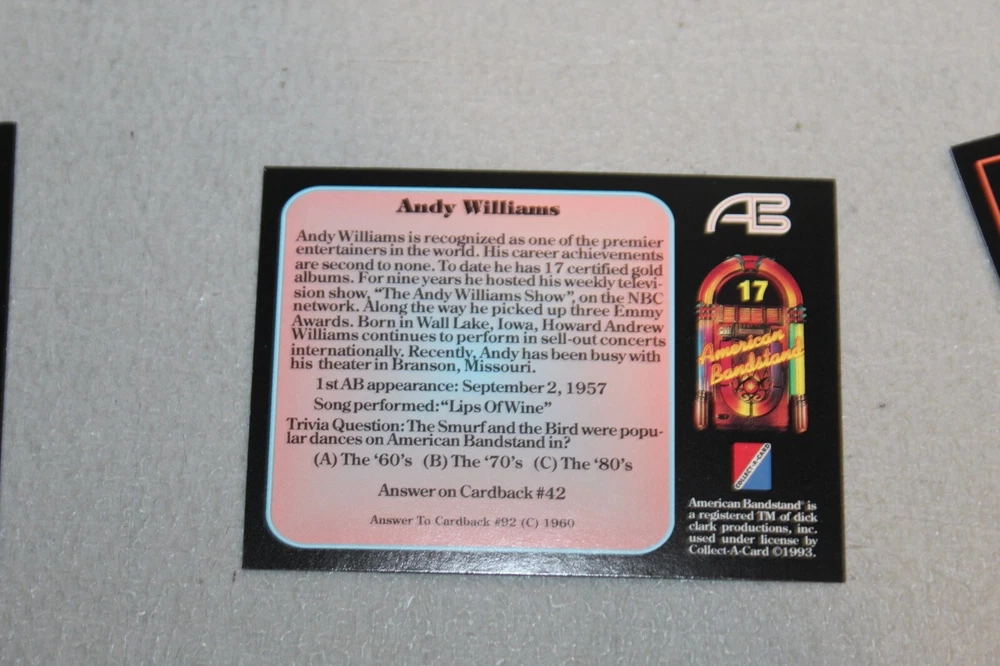 Andy Williams
Andy Williams is recognized as one of the premier
entertainers in the world. His career achievements
are second to none. To date he has 17 certified gold
albums. For nine years he hosted his weekly televi-
sion show, "The Andy Williams Show", on the NBC
network. Along the way he picked up three Emmy
Awards. Born in Wall Lake, Iowa, Howard Andrew
Williams continues to perform in sell-out concerts
internationally. Recently, Andy has been busy with
his theater in Branson, Missouri.
1st AB appearance: September 2, 1957
Song performed: "Lips Of Wine"
Trivia Question: The Smurf and the Bird were popu-
lar dances on American Bandstand in?
(A) The '60's (B) The '70's (C) The '80's
Answer on Cardback #42
Answer To Cardback #92 (C) 1960
AB
17
American
Bandstand
COLLECT-A-CARD
American Bandstand® is
a registered TM of dick
clark productions, inc.
used under license by
Collect-A-Card ©1993.